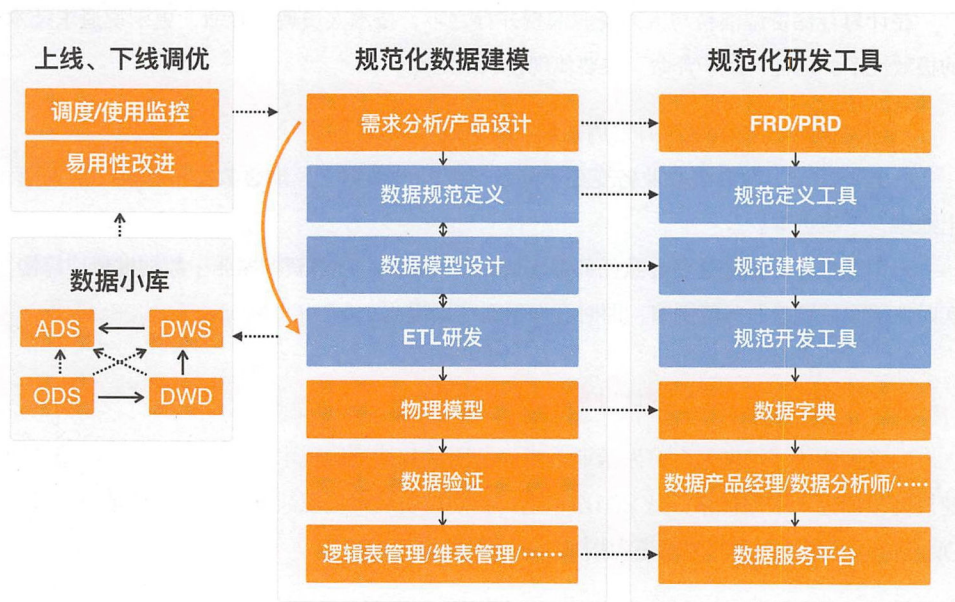 上线、下线调优
调度/使用监控
易用性改进
数据小库
ADS
DWS
ODS
DWD
规范化数据建模
需求分析/产品设计
数据规范定义
数据模型设计
ETL研发
物理模型
数据验证
逻辑表管理/维表管理/……
规范化研发工具
FRD/PRD
规范定义工具
规范建模工具
规范开发工具
数据字典
数据产品经理/数据分析师/……
数据服务平台